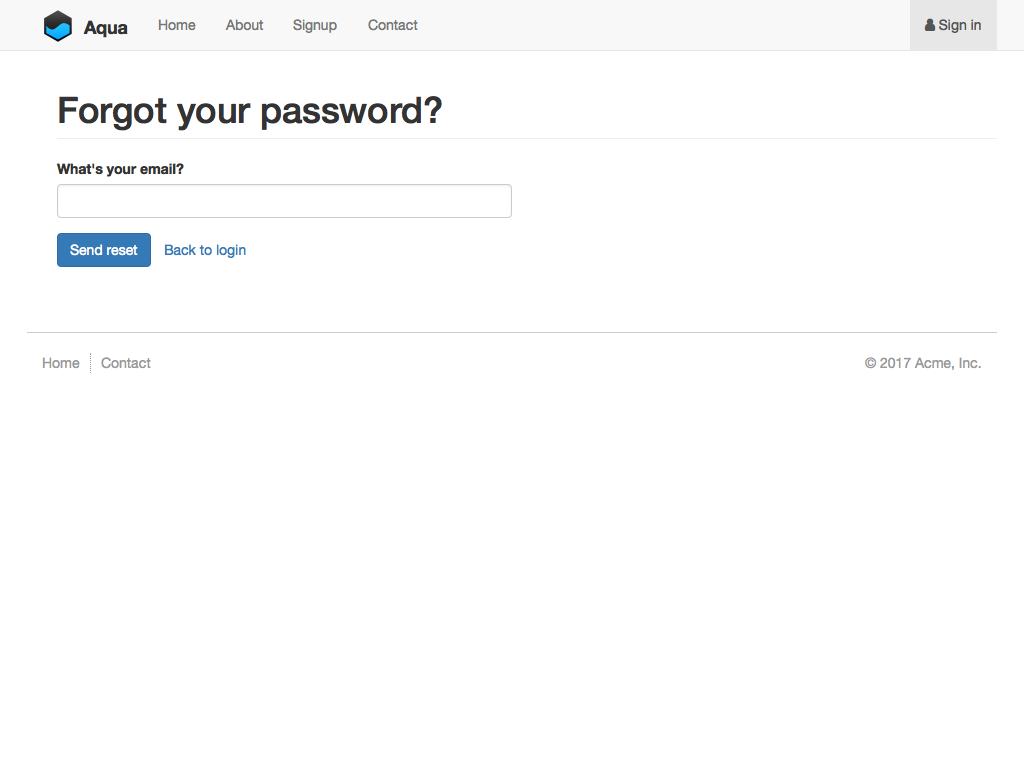 Aqua Home About Signup Contact Sign in
Forgot your password?
What's your email?
Send reset Back to login
Home Contact © 2017 Acme, Inc.